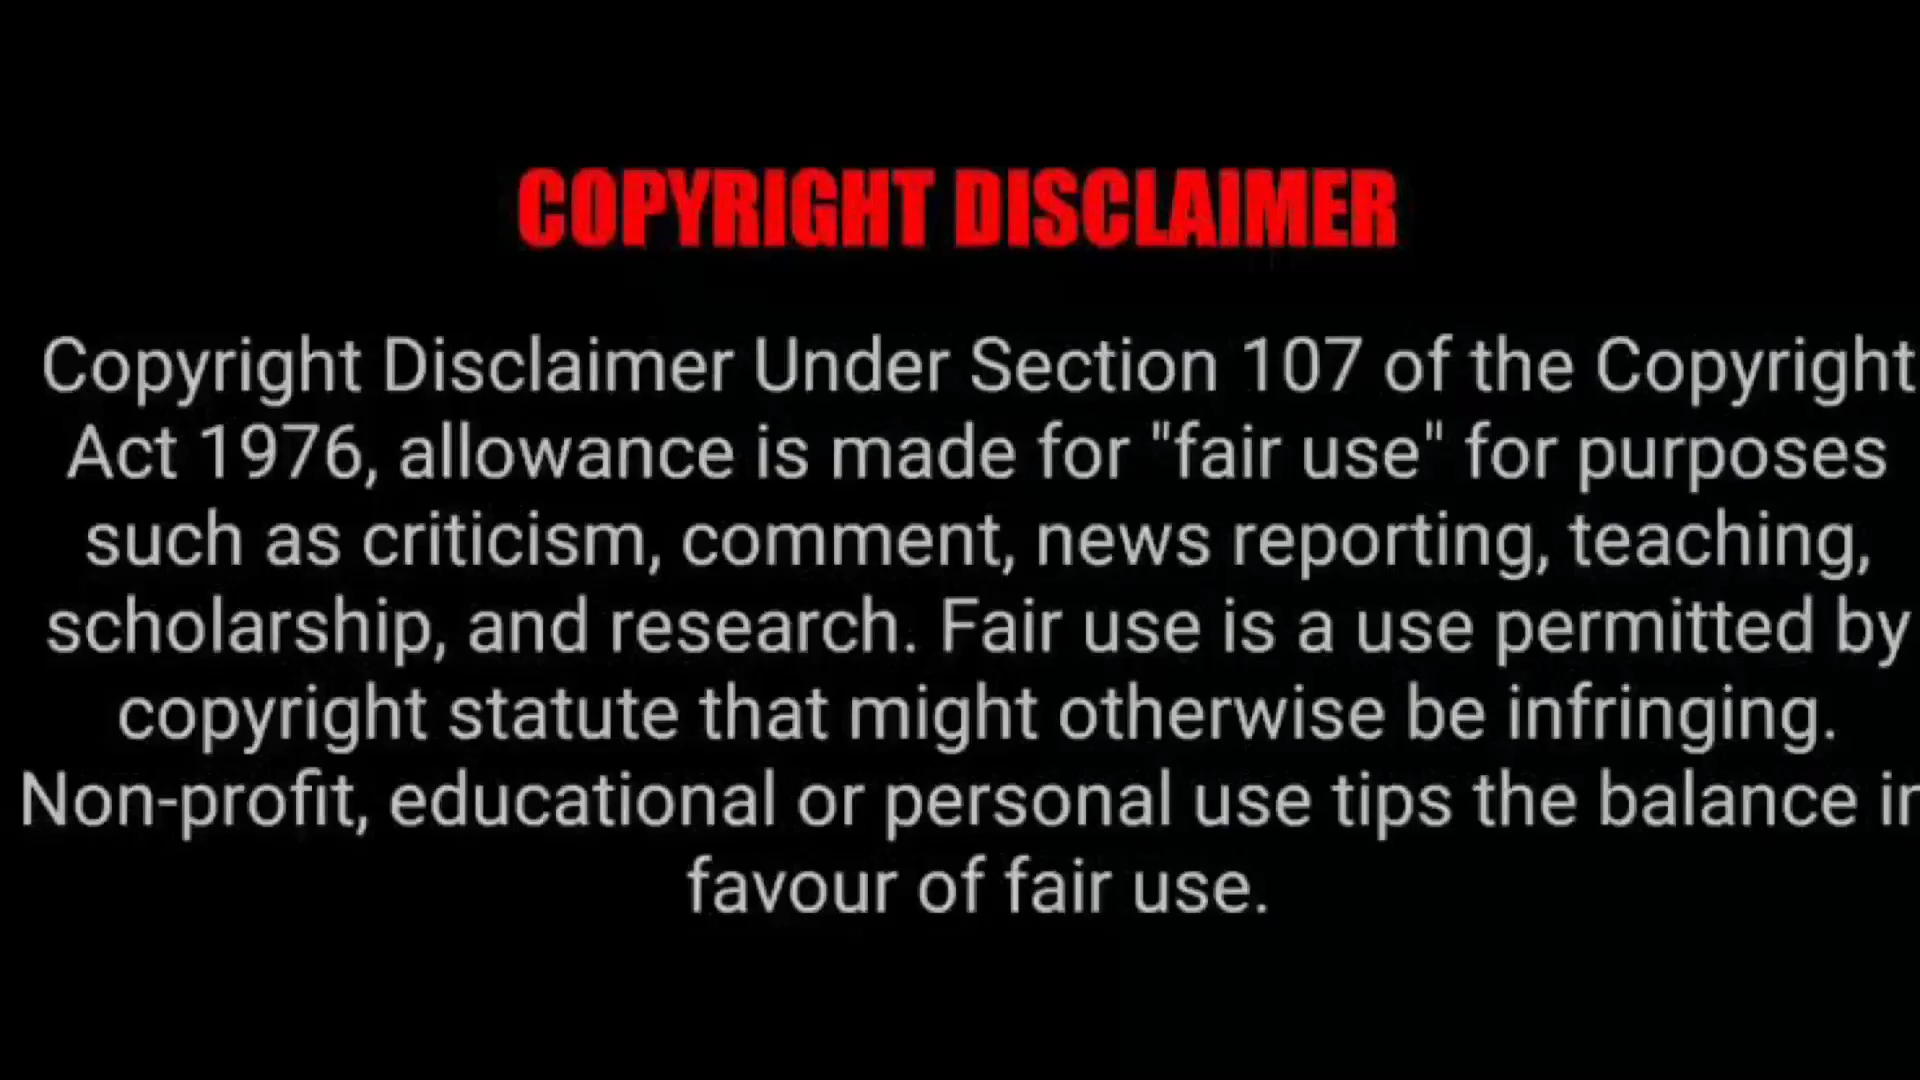 COPYRIGHT DISCLAIMER
Copyright Disclaimer Under Section 107 of the Copyright
Act 1976, allowance is made for "fair use" for purposes
such as criticism, comment, news reporting, teaching,
scholarship, and research. Fair use is a use permitted by
copyright statute that might otherwise be infringing.
Non-profit, educational or personal use tips the balance in
favour of fair use.